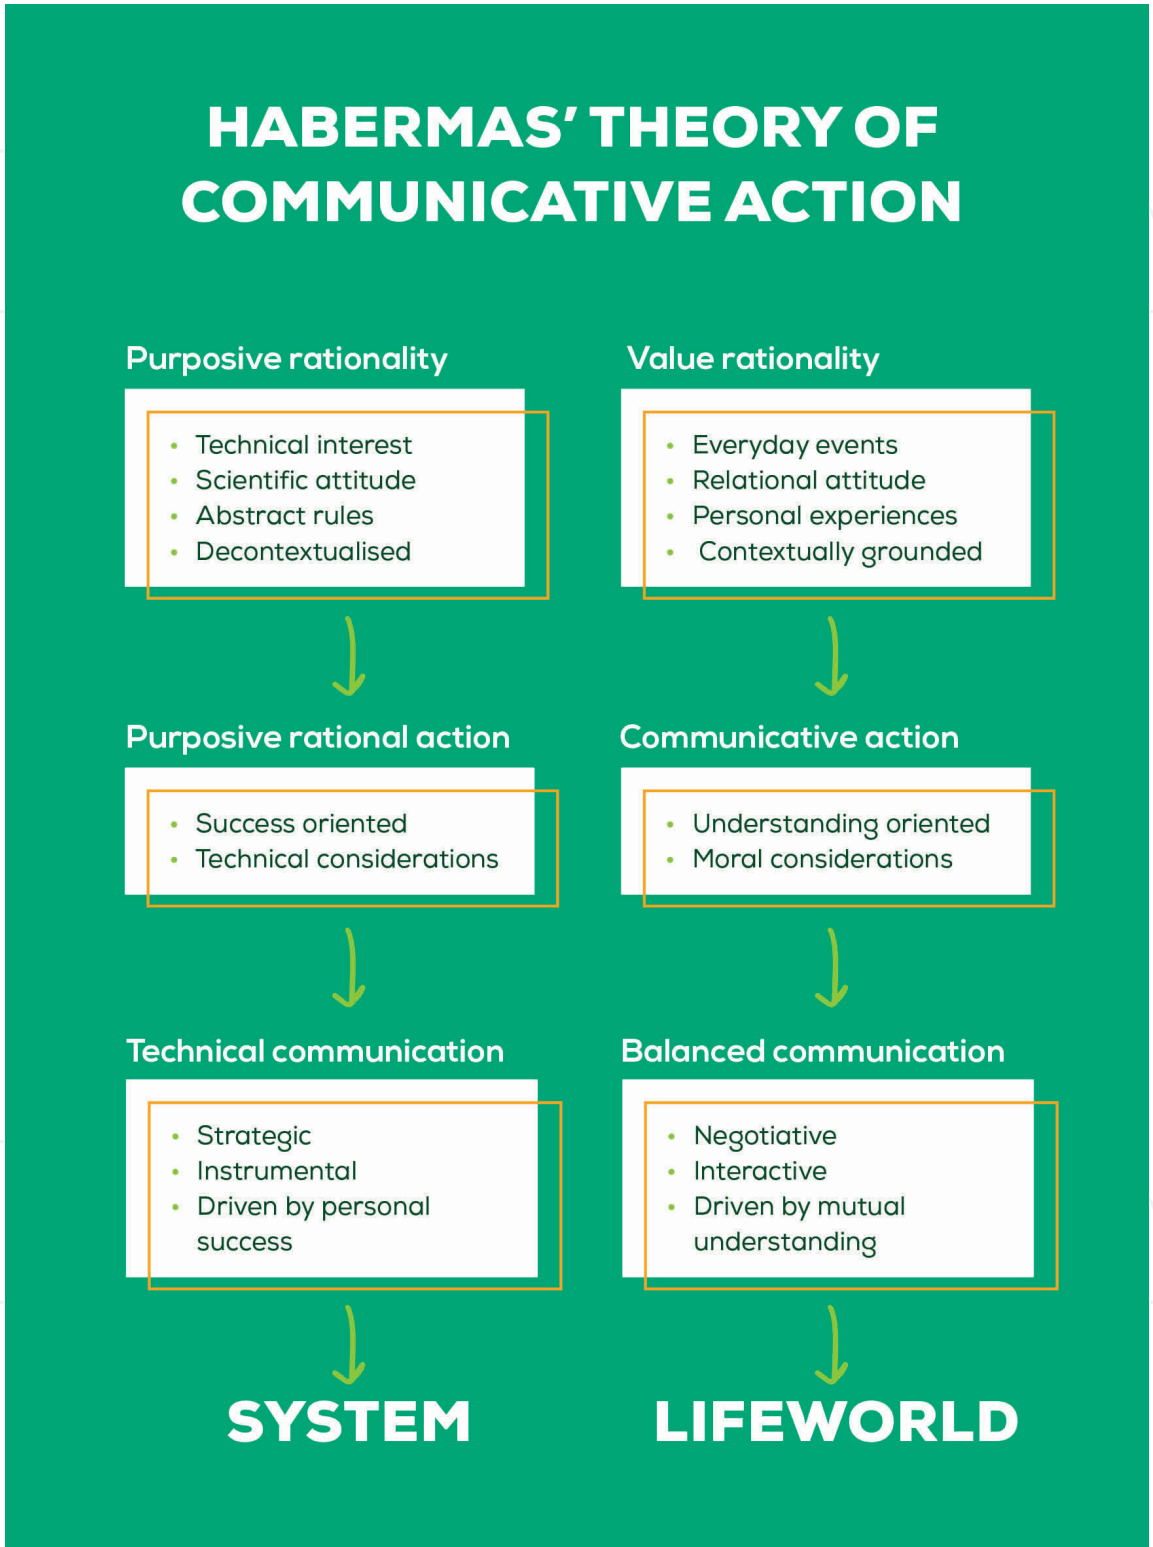 HABERMAS' THEORY OF
COMMUNICATIVE ACTION
Purposive rationality
• Technical interest
• Scientific attitude
• Abstract rules
• Decontextualised
Value rationality
• Everyday events
• Relational attitude
• Personal experiences
• Contextually grounded
Purposive rational action
• Success oriented
• Technical considerations
Communicative action
• Understanding oriented
• Moral considerations
Technical communication
• Strategic
• Instrumental
• Driven by personal
success
Balanced communication
• Negotiative
• Interactive
• Driven by mutual
understanding
SYSTEM
LIFEWORLD